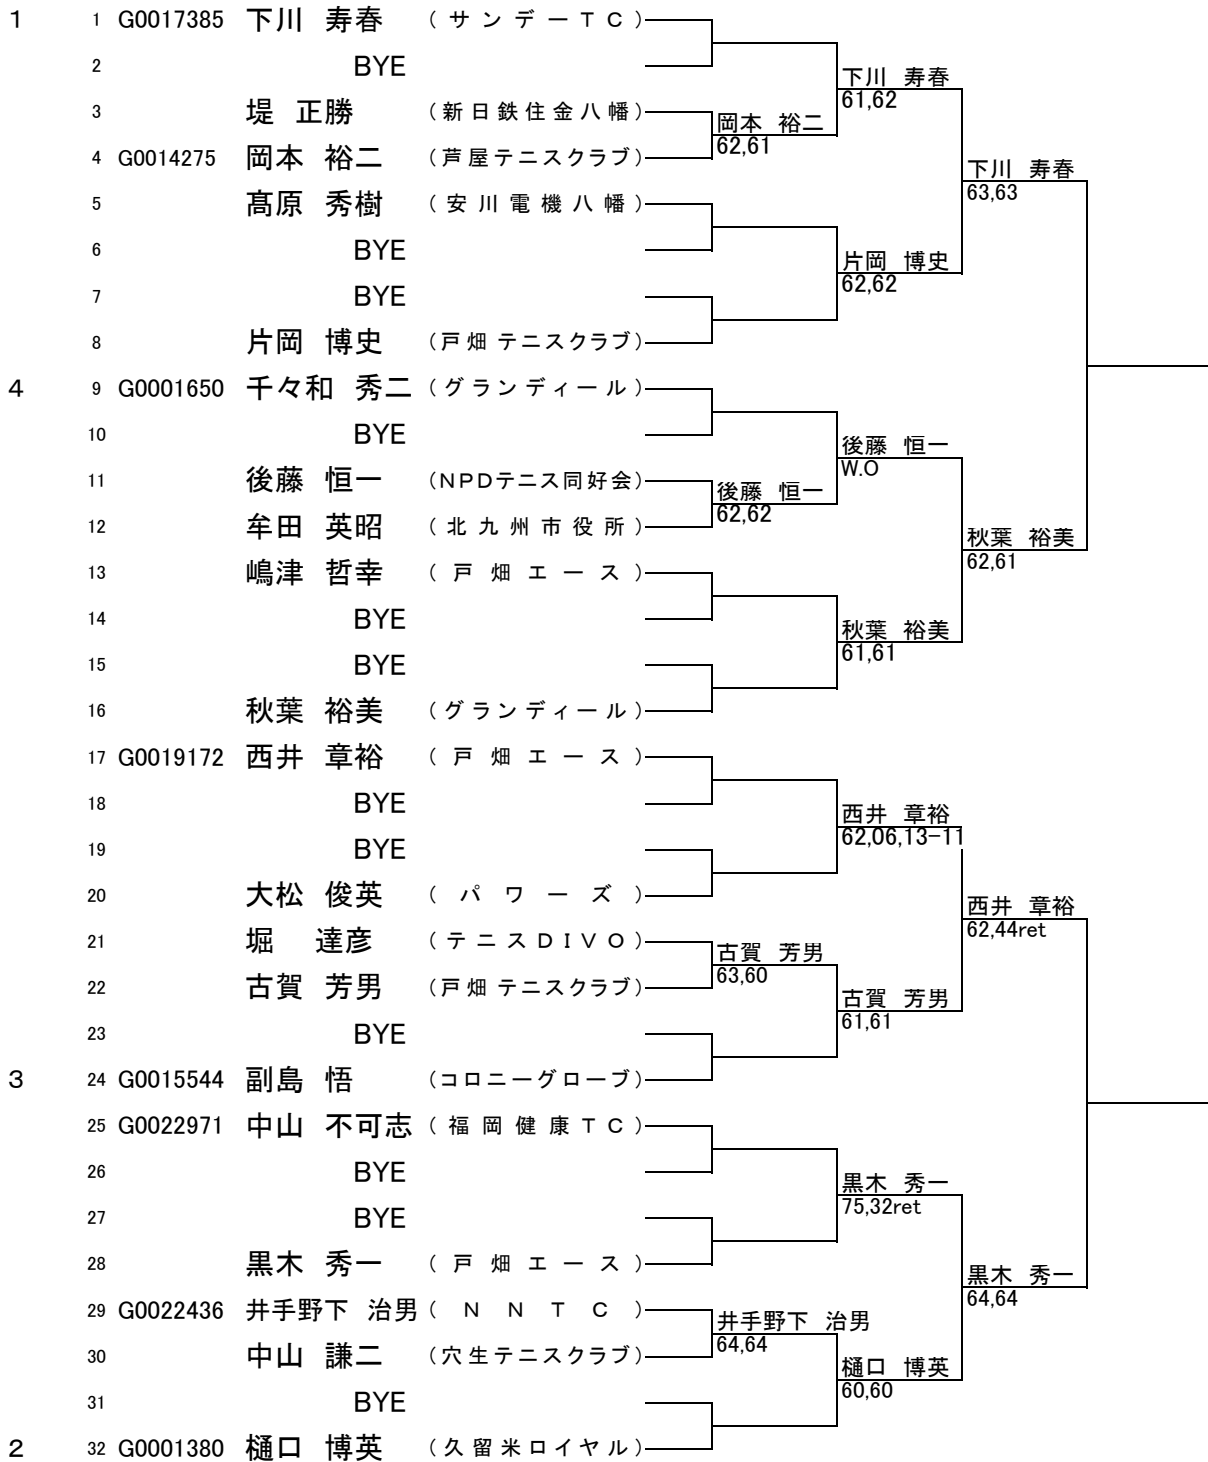 1 1 G0017385 下川 寿春 (サンデーTC)
2 BYE
下川 寿春
61,62
3 堤 正勝 (新日鉄住金八幡)
岡本 裕二
62,61
4 G0014275 岡本 裕二 (芦屋テニスクラブ)
下川 寿春
63,63
5 髙原 秀樹 (安川電機八幡)
6 BYE
片岡 博史
62,62
7 BYE
8 片岡 博史 (戸畑テニスクラブ)
4 9 G0001650 千々和 秀二 (グランディール)
10 BYE
後藤 恒一
W.O
11 後藤 恒一 (NPDテニス同好会)
後藤 恒一
62,62
12 牟田 英昭 (北九州市役所)
秋葉 裕美
62,61
13 嶋津 哲幸 (戸畑エース)
14 BYE
秋葉 裕美
61,61
15 BYE
16 秋葉 裕美 (グランディール)
17 G0019172 西井 章裕 (戸畑エース)
18 BYE
西井 章裕
62,06,13-11
19 BYE
20 大松 俊英 (パワーズ)
西井 章裕
62,44ret
21 堀 達彦 (テニスDIVO)
古賀 芳男
63,60
22 古賀 芳男 (戸畑テニスクラブ)
古賀 芳男
61,61
23 BYE
3 24 G0015544 副島 悟 (コロニーグローブ)
25 G0022971 中山 不可志 (福岡健康TC)
26 BYE
黒木 秀一
75,32ret
27 BYE
28 黒木 秀一 (戸畑エース)
黒木 秀一
64,64
29 G0022436 井手野下 治男 (NNTC)
井手野下 治男
64,64
30 中山 謙二 (穴生テニスクラブ)
樋口 博英
60,60
31 BYE
2 32 G0001380 樋口 博英 (久留米ロイヤル)